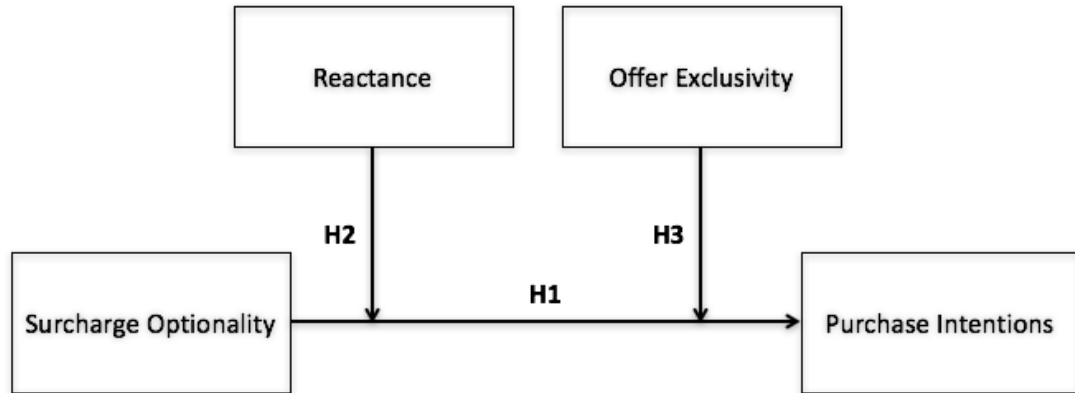 Reactance
Offer Exclusivity
H2
H3
H1
Surcharge Optionality
Purchase Intentions